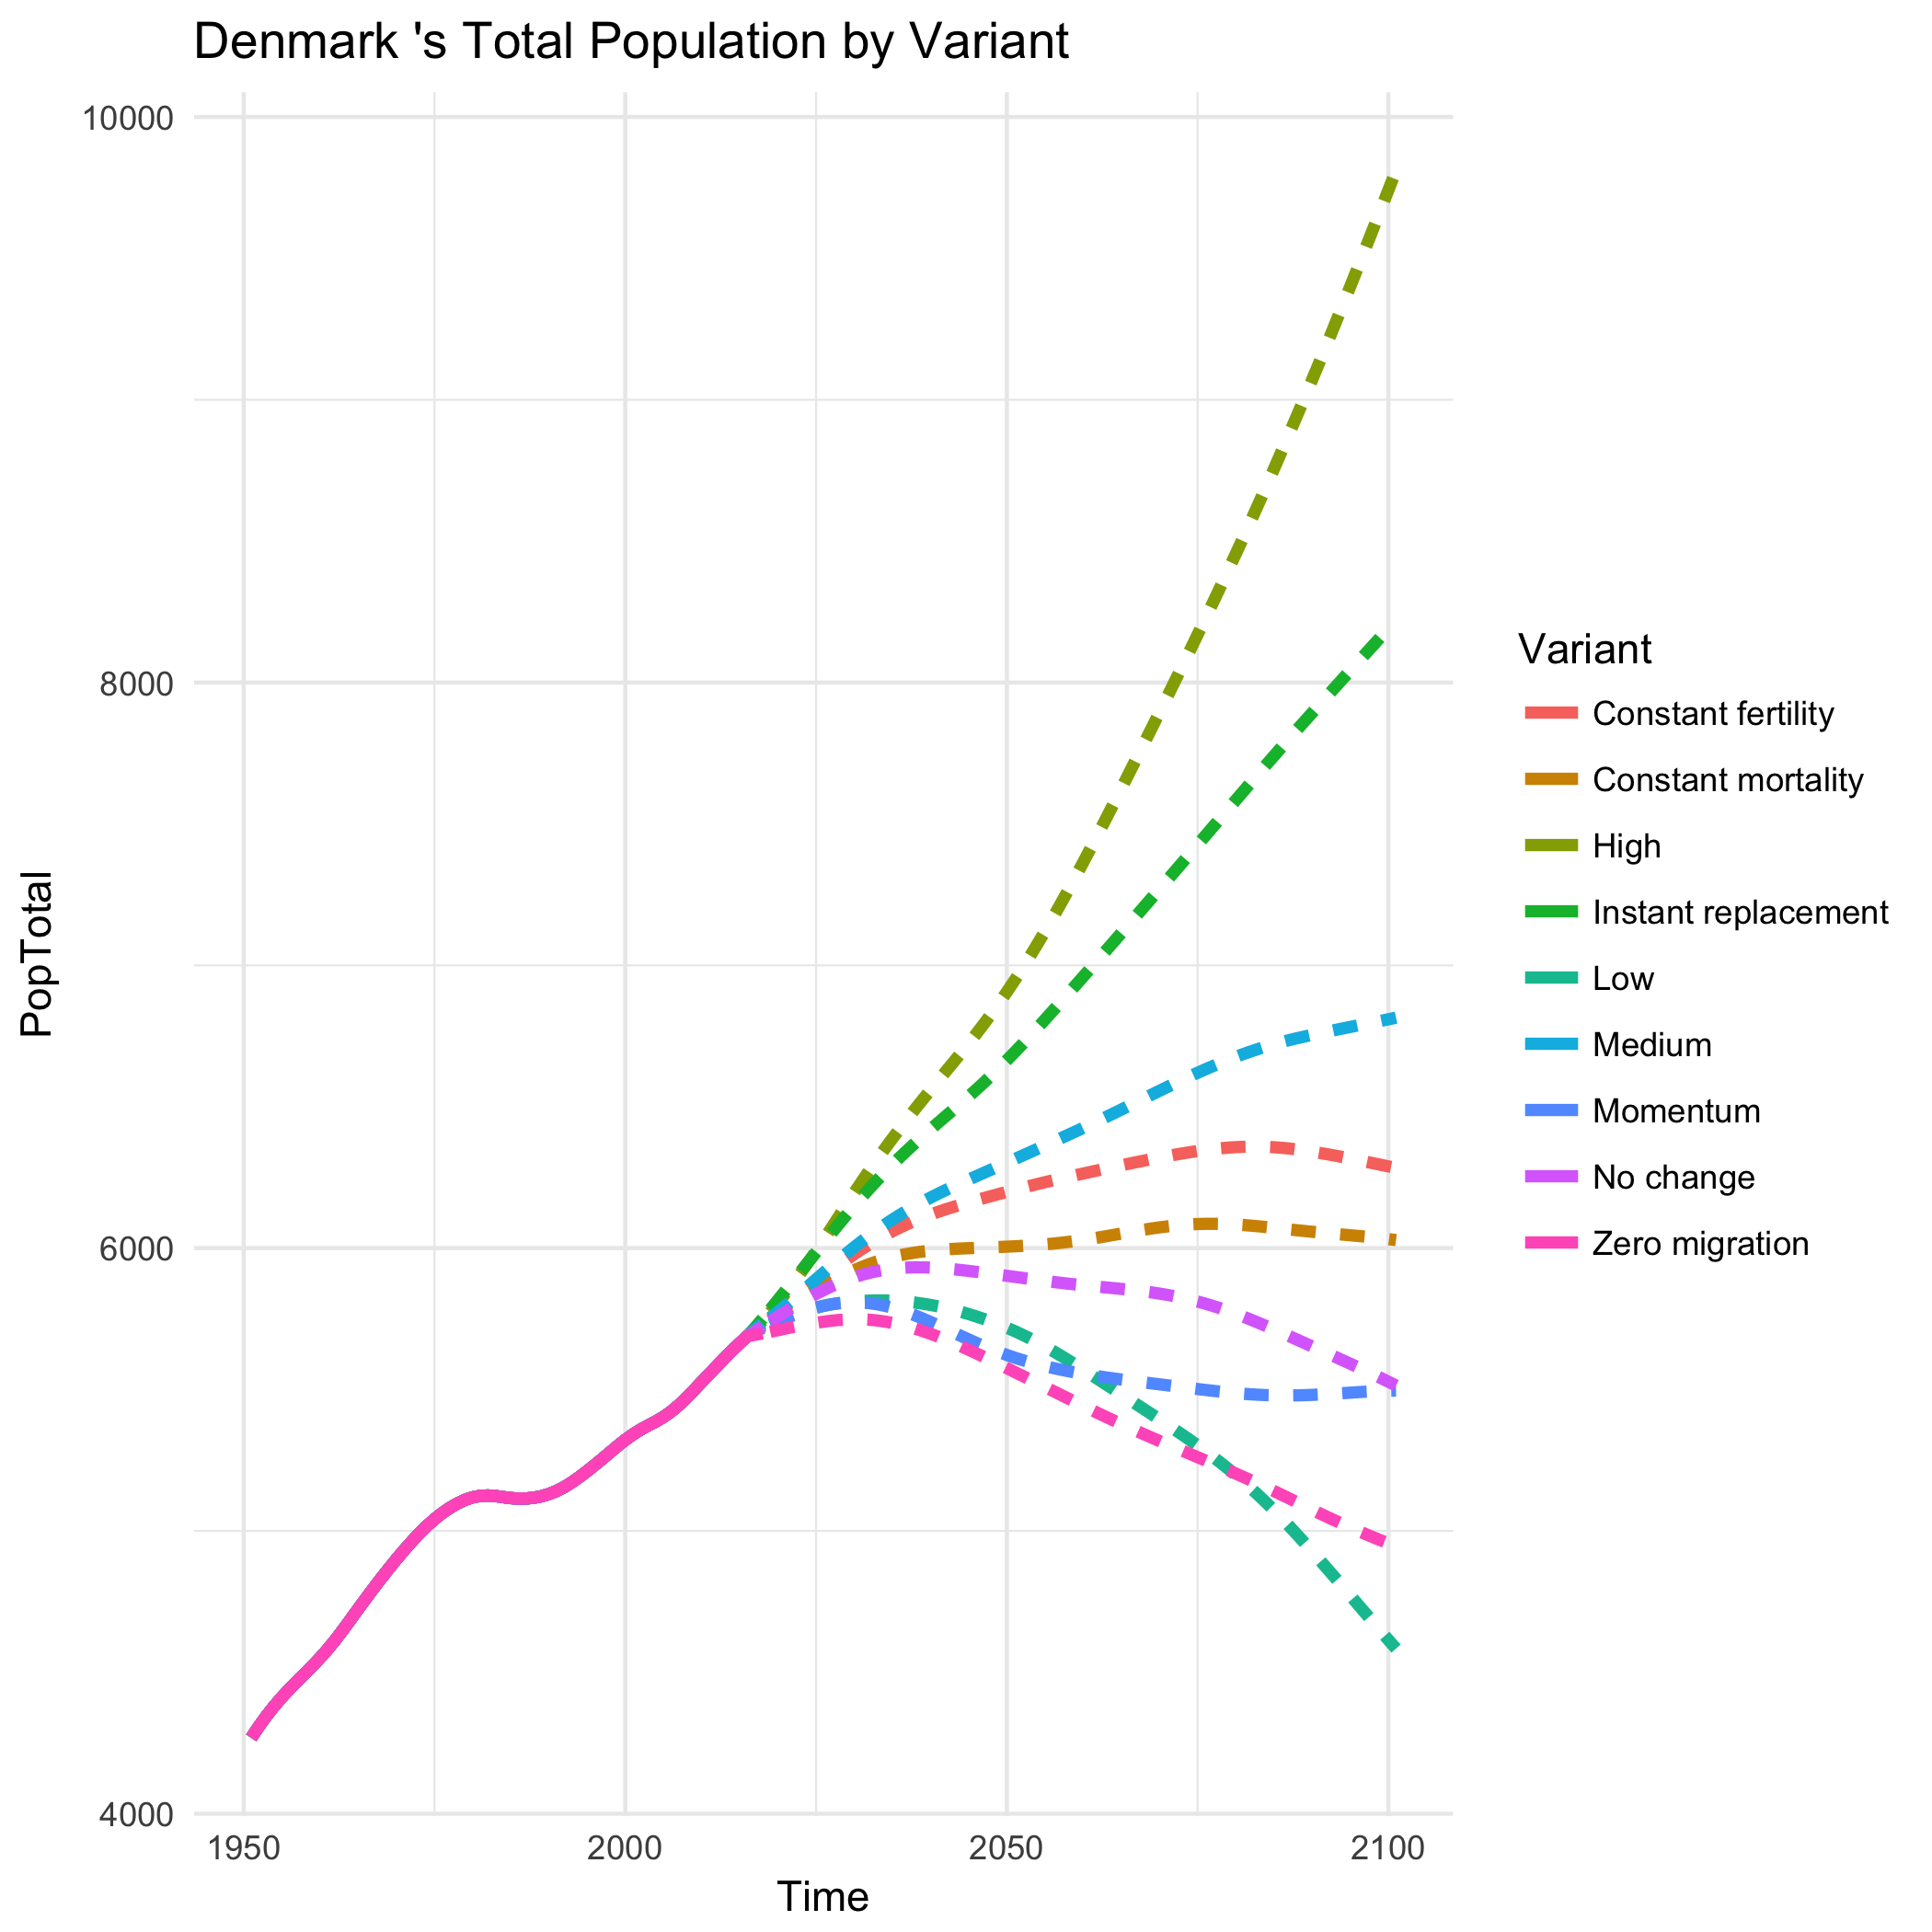 Denmark 's Total Population by Variant
10000
8000
6000
4000
PopTotal
1950
2000
2050
2100
Time
Variant
Constant fertility
Constant mortality
High
Instant replacement
Low
Medium
Momentum
No change
Zero migration